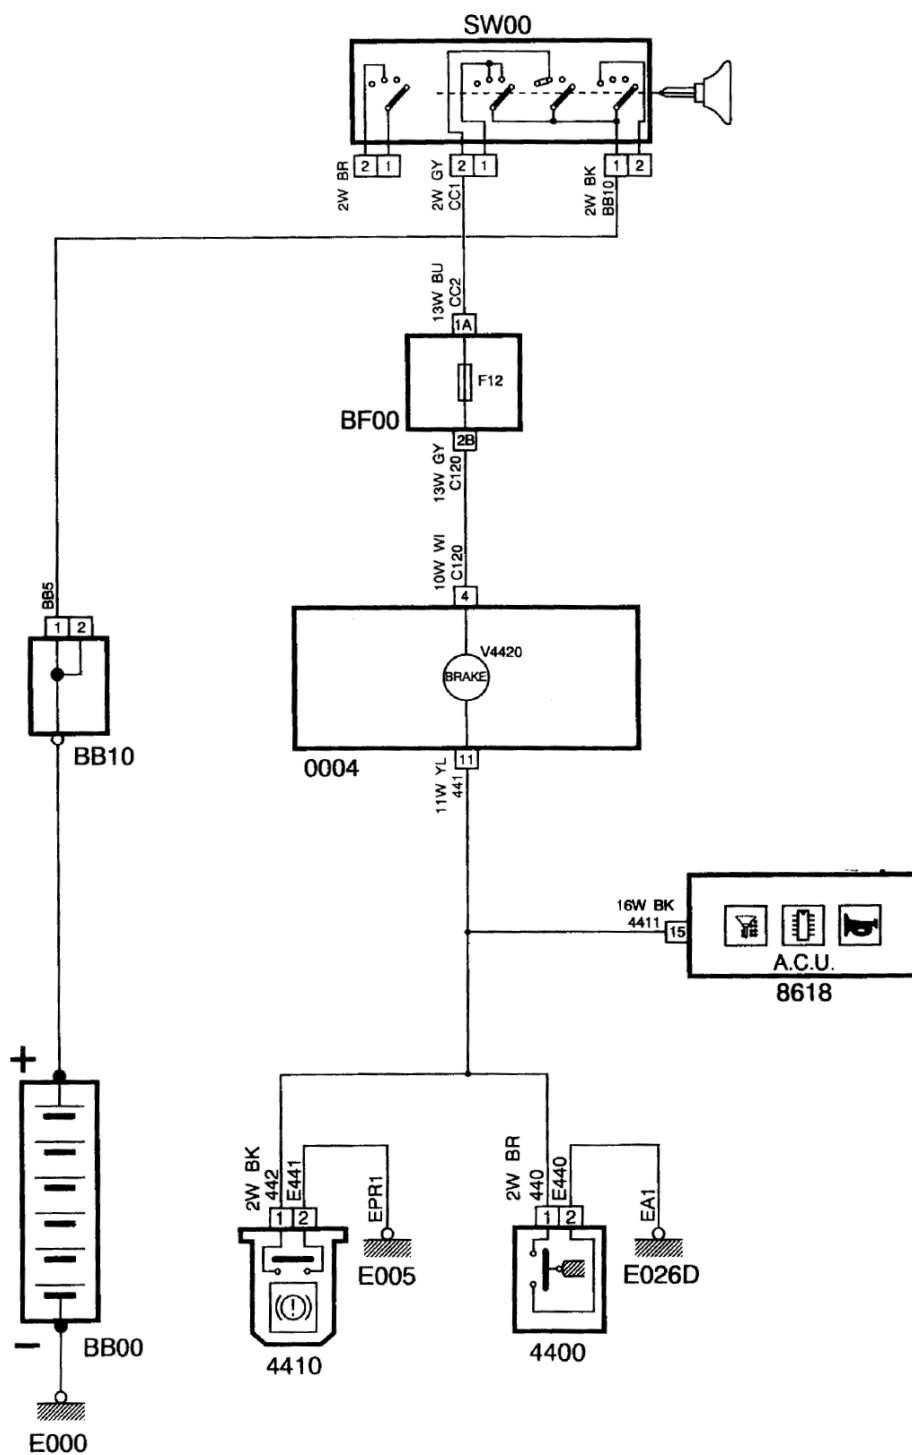 SW00
2 1
2 1
1 2
2W BR
2W GY
CC1
2W BK
BB10
13W BU
CC2
1A
F12
BF00
2B
13W GY
C120
10W WI
C120
4
BB5
1 2
V4420
BRAKE
BB10
0004
11
11W YL
441
16W BK
4411
15
A.C.U.
8618
+
2W BK
442
E441
EPR1
2W BR
440
E440
EA1
1 2
1 2
E005
E026D
(!)
− BB00
4410
4400
E000